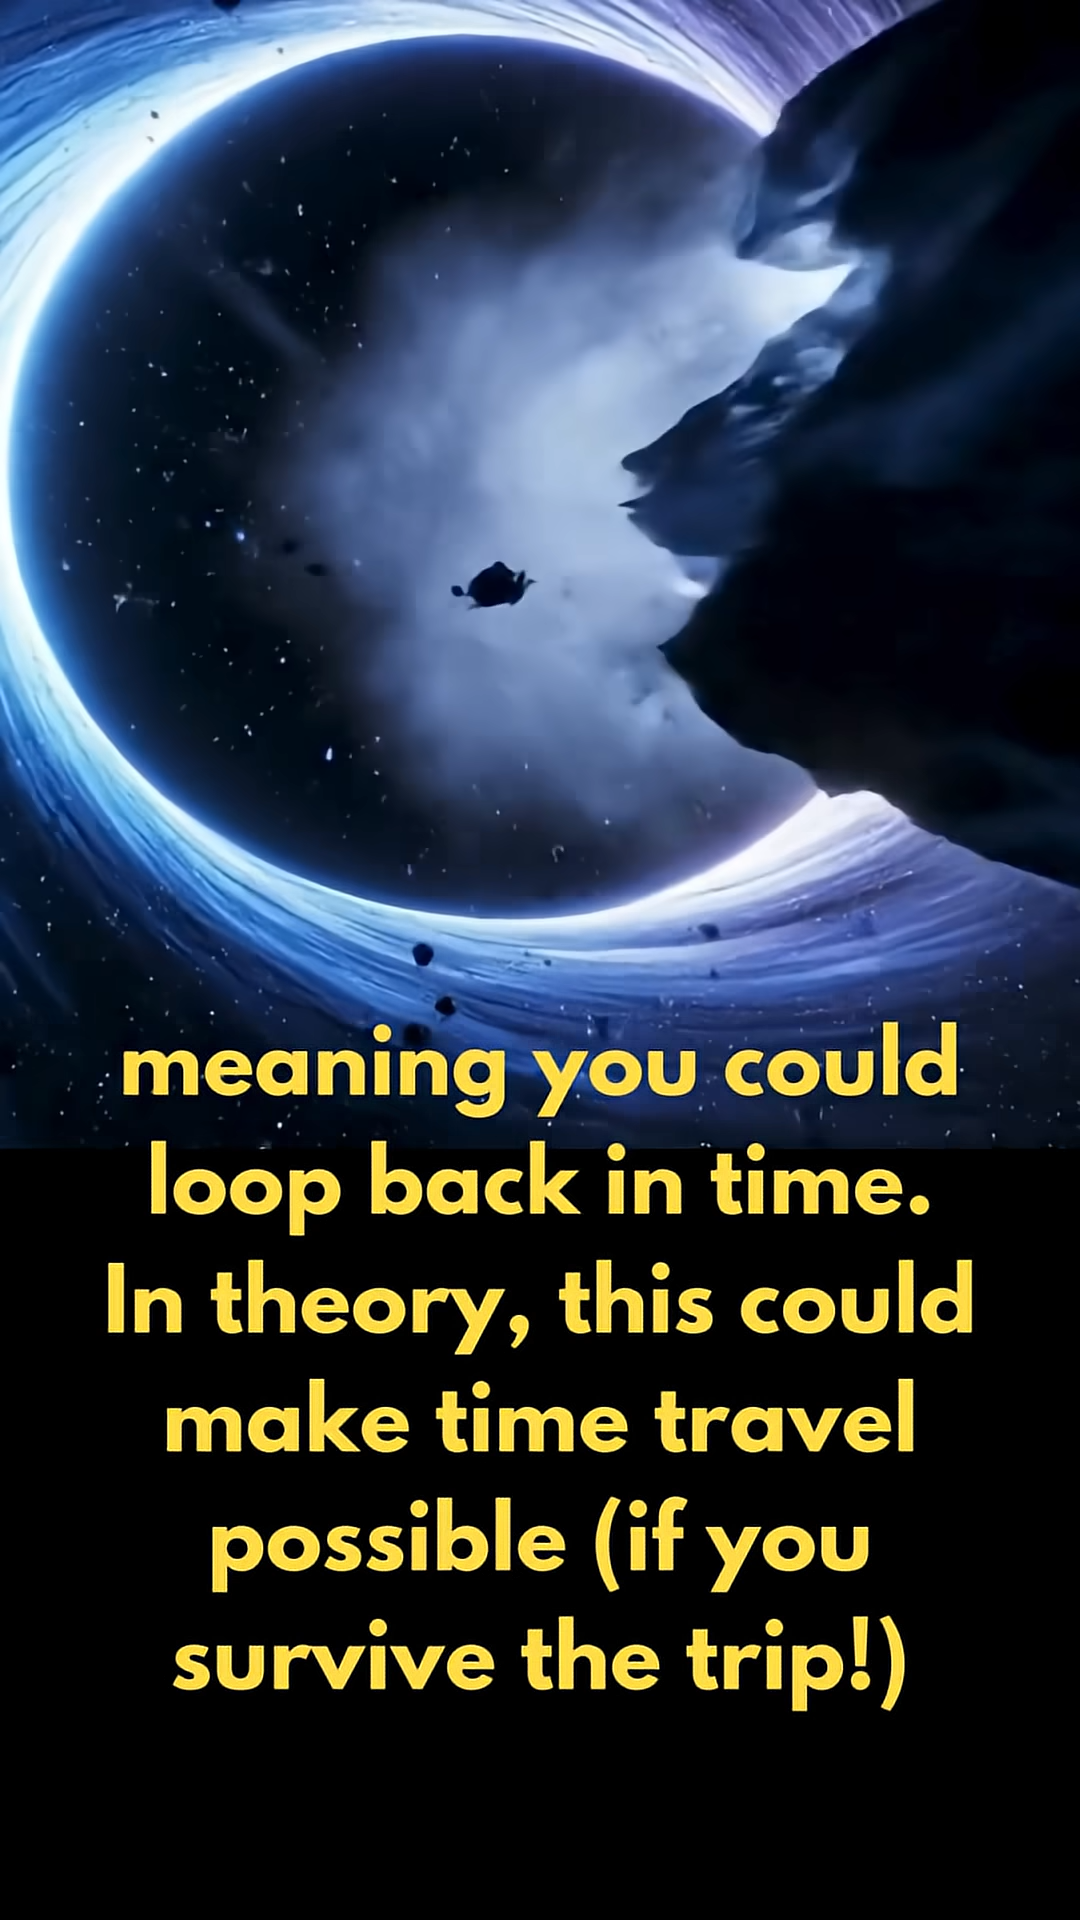 meaning you could
loop back in time.
In theory, this could
make time travel
possible (if you
survive the trip!)